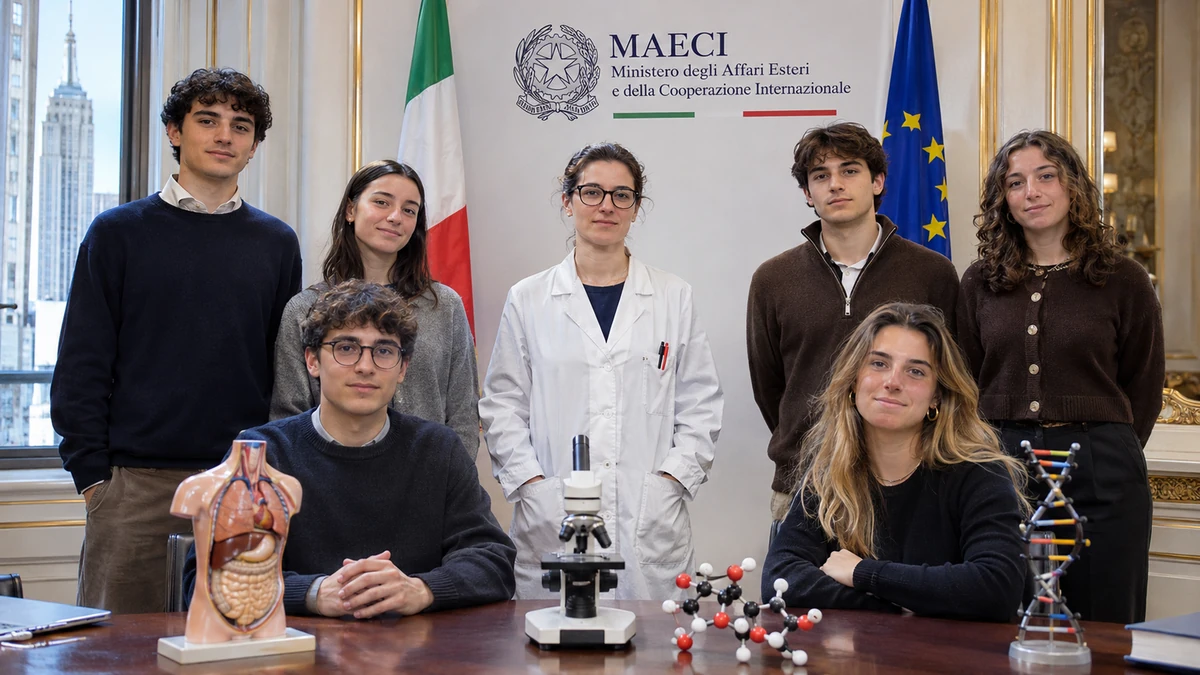 MAECI
Ministero degli Affari Esteri
e della Cooperazione Internazionale